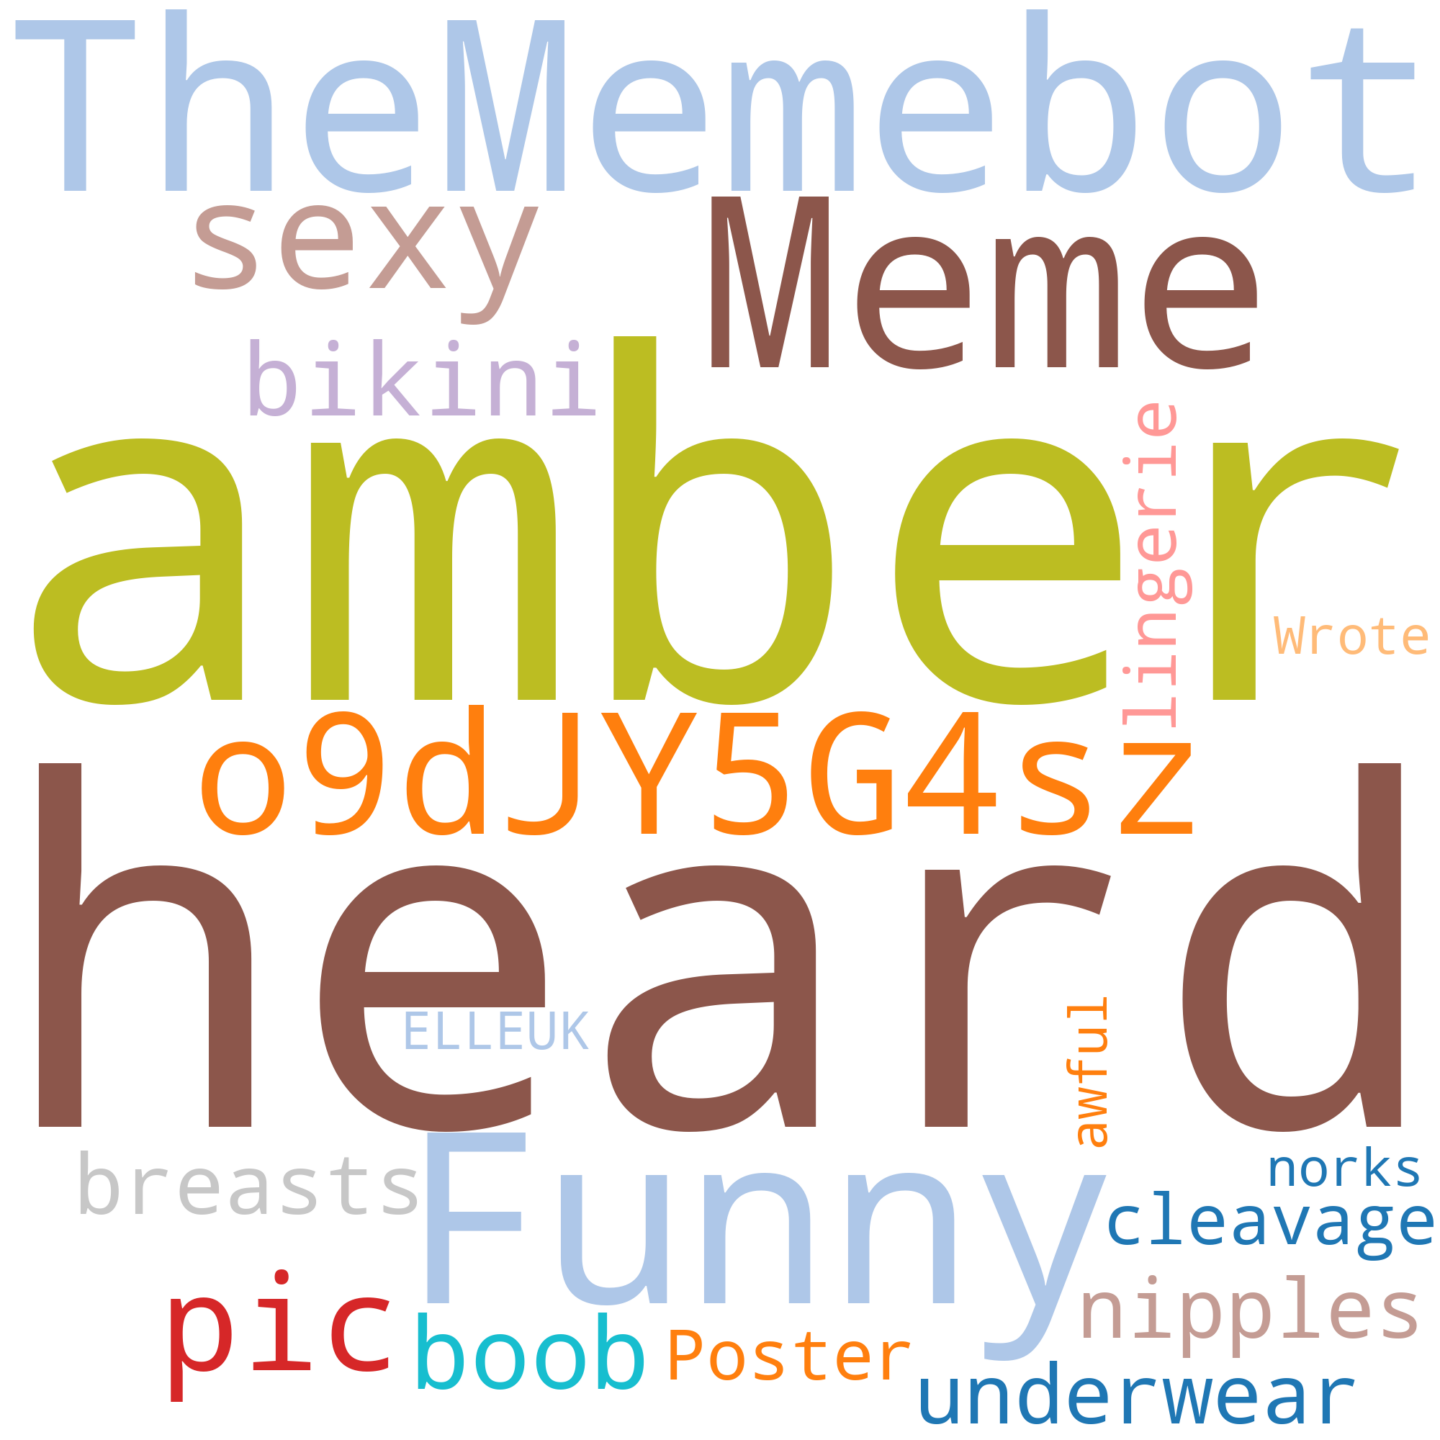 TheMemebot
sexy
Meme
bikini
amber
lingerie
Wrote
o9dJY5G4sz
heard
ELLEUK
awful
Funny
breasts
norks
cleavage
pic
boob
Poster
nipples
underwear